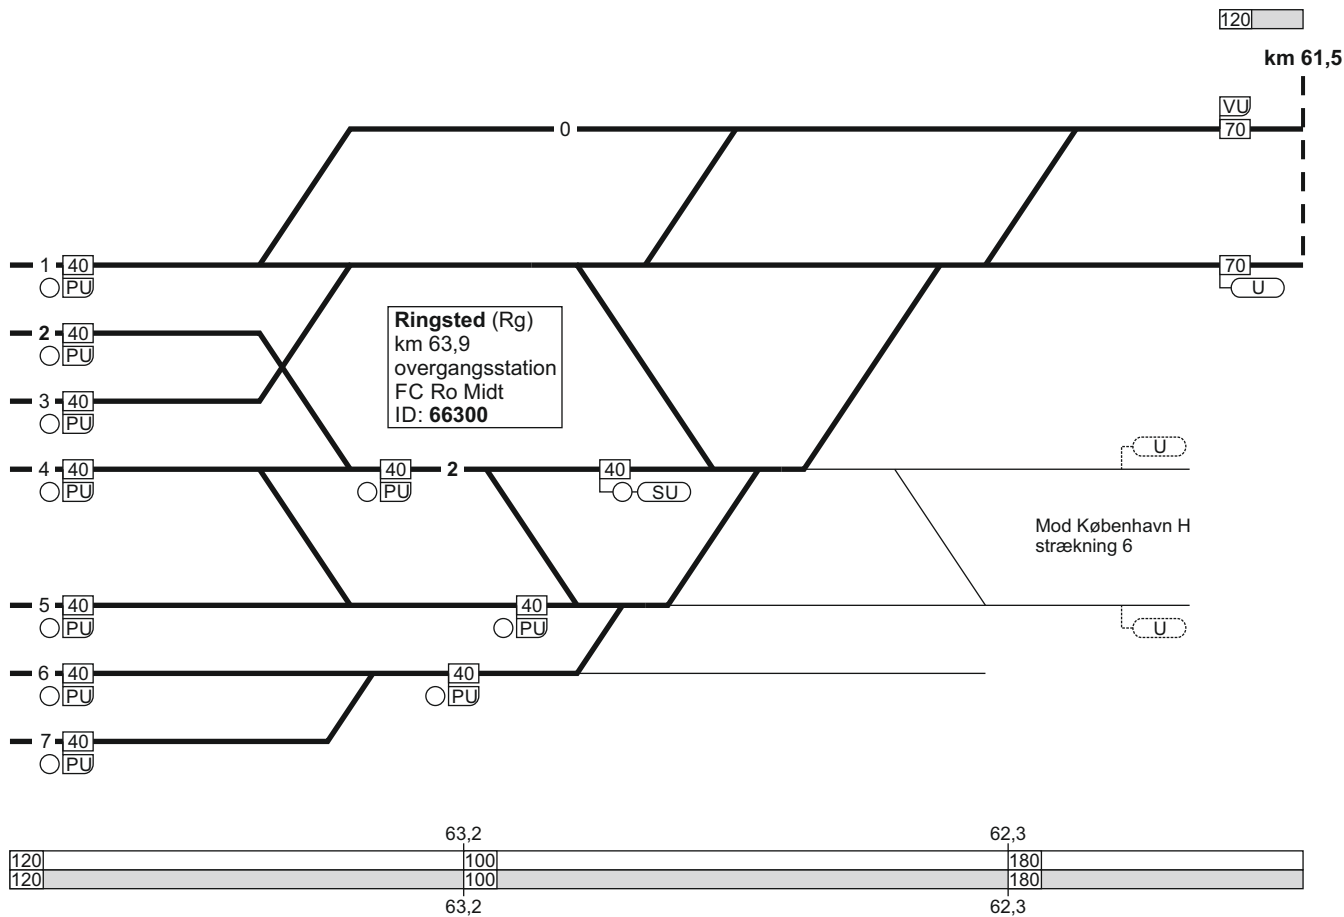 120
km 61,5
VU
0
70
1 40
PU
70
U
2 40
PU
Ringsted (Rg)
km 63,9
overgangsstation
FC Ro Midt
ID: 66300
3 40
PU
U
4 40
40 2
40
PU
PU
SU
Mod København H
strækning 6
5 40
40
PU
PU
U
6 40
40
PU
PU
7 40
PU
63,2
62,3
120
100
180
120
100
180
63,2
62,3